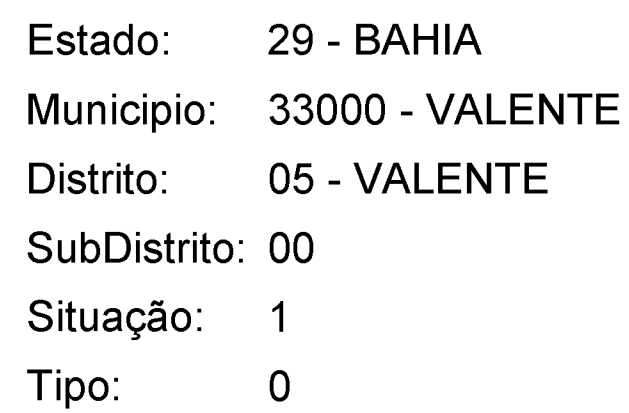 Estado: 29 - BAHIA
Municipio: 33000 - VALENTE
Distrito: 05 - VALENTE
SubDistrito: 00
Situação: 1
Tipo: 0